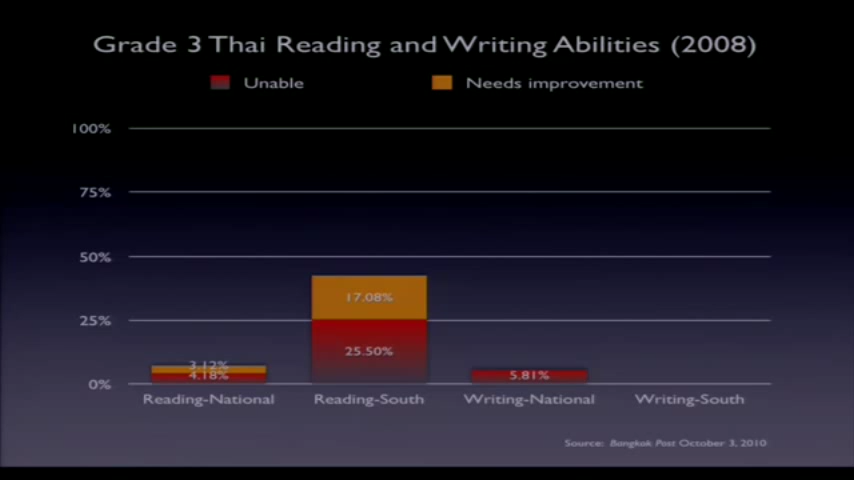 Grade 3 Thai Reading and Writing Abilities (2008)
Unable Needs improvement
100%
75%
50%
25%
0%
3.12%
4.18%
17.08%
25.50%
5.81%
Reading-National Reading-South Writing-National Writing-South
Source: Bangkok Post October 3, 2010